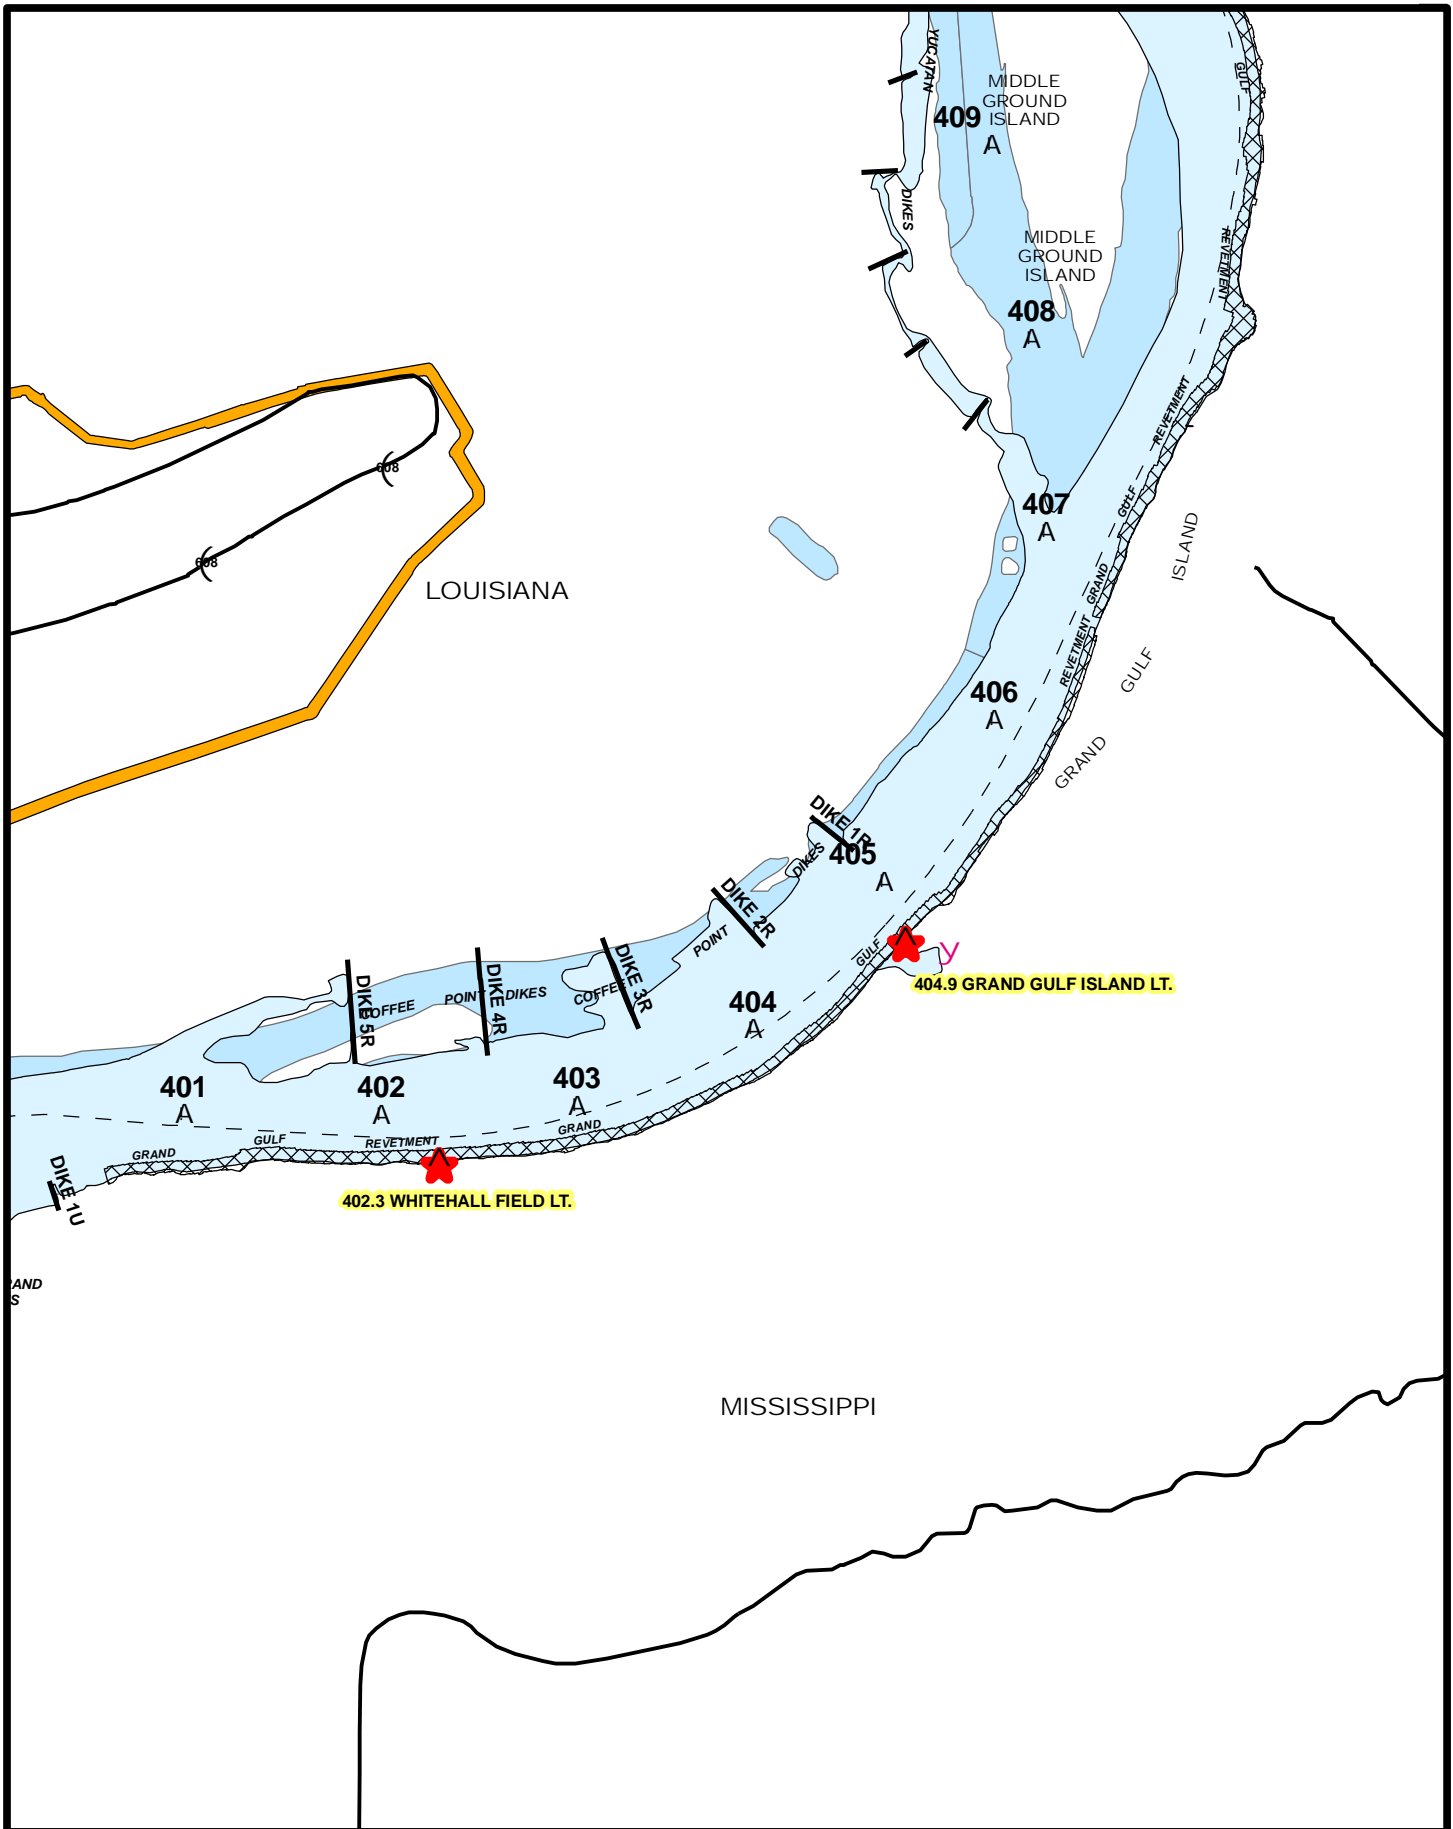 YUCATAN
GULF
MIDDLE
GROUND
ISLAND
409
A
DIKES
REVETMENT
MIDDLE
GROUND
ISLAND
408
A
REVETMENT
608
608
GULF
407
A
ISLAND
LOUISIANA
GRAND
REVETMENT
GULF
406
A
GRAND
DIKE 1R
405
A
DIKES
DIKE 2R
POINT
GULF
y
404.9 GRAND GULF ISLAND LT.
DIKE 3R
COFFEE
DIKES
POINT
DIKE 4R
COFFEE
DIKE 5R
404
A
403
A
402
A
401
A
GRAND
REVETMENT
GULF
GRAND
DIKE 1U
402.3 WHITEHALL FIELD LT.
RAND
S
MISSISSIPPI